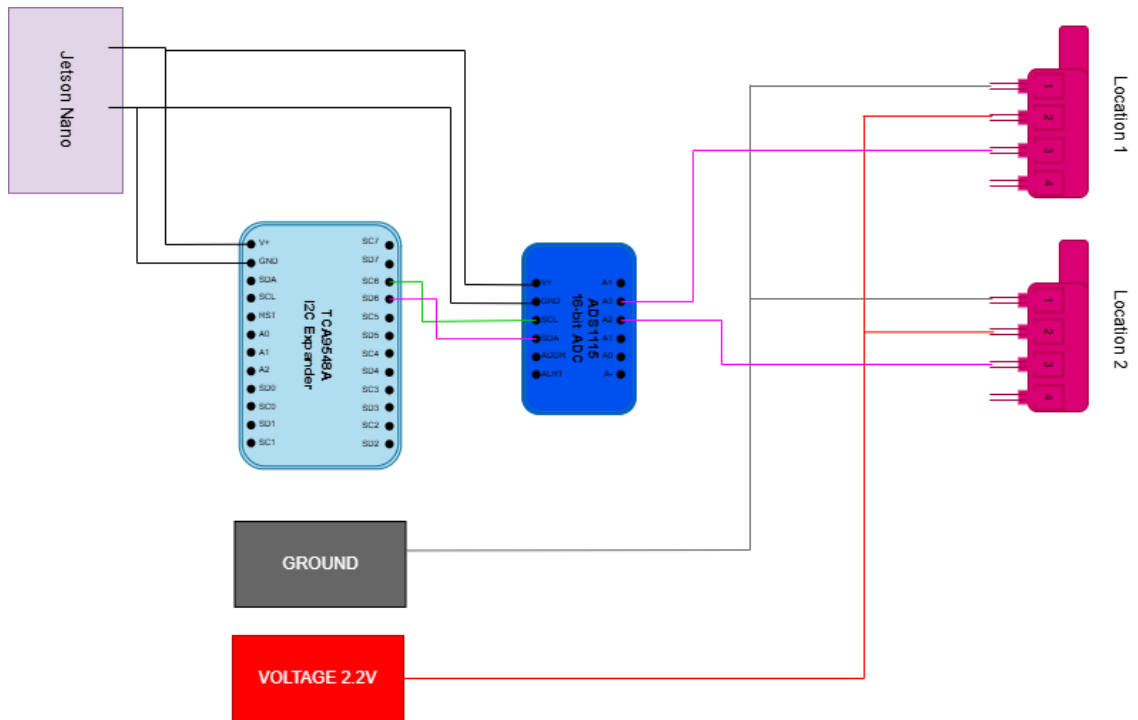 Jetson Nano
V+
GND
SDA
SCL
RST
A0
A1
A2
SD0
SC0
SD1
SC1
TCA9548A
I2C Expander
SC7
SD7
SC6
SD6
SC5
SD5
SC4
SD4
SC3
SD3
SC2
SD2
V+
GND
SCL
SDA
ADDR
ALRT
ADS1115
16-bit ADC
A+
A3
A2
A1
A0
A-
1
2
3
4
Location 1
1
2
3
4
Location 2
GROUND
VOLTAGE 2.2V